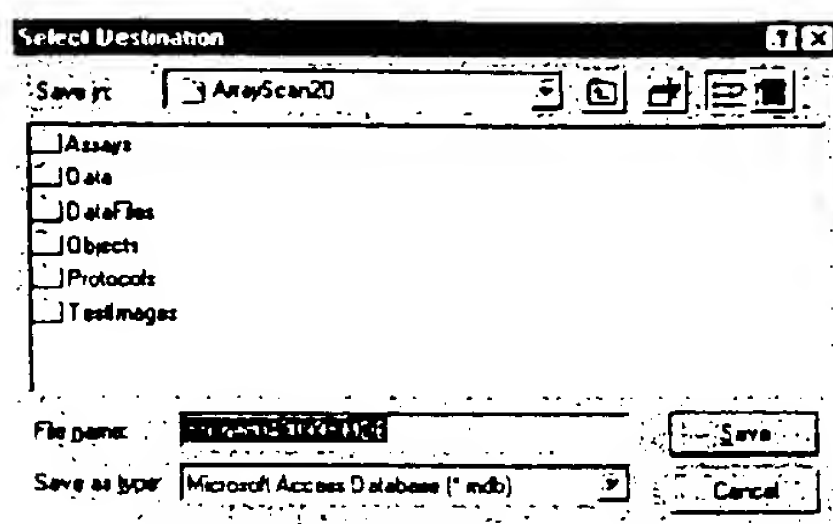 Select Destination
Save in: ArrayScan20
Assays
Data
DataFiles
Objects
Protocols
TestImages
File name:
Save
Save as type: Microsoft Access Database (*.mdb)
Cancel